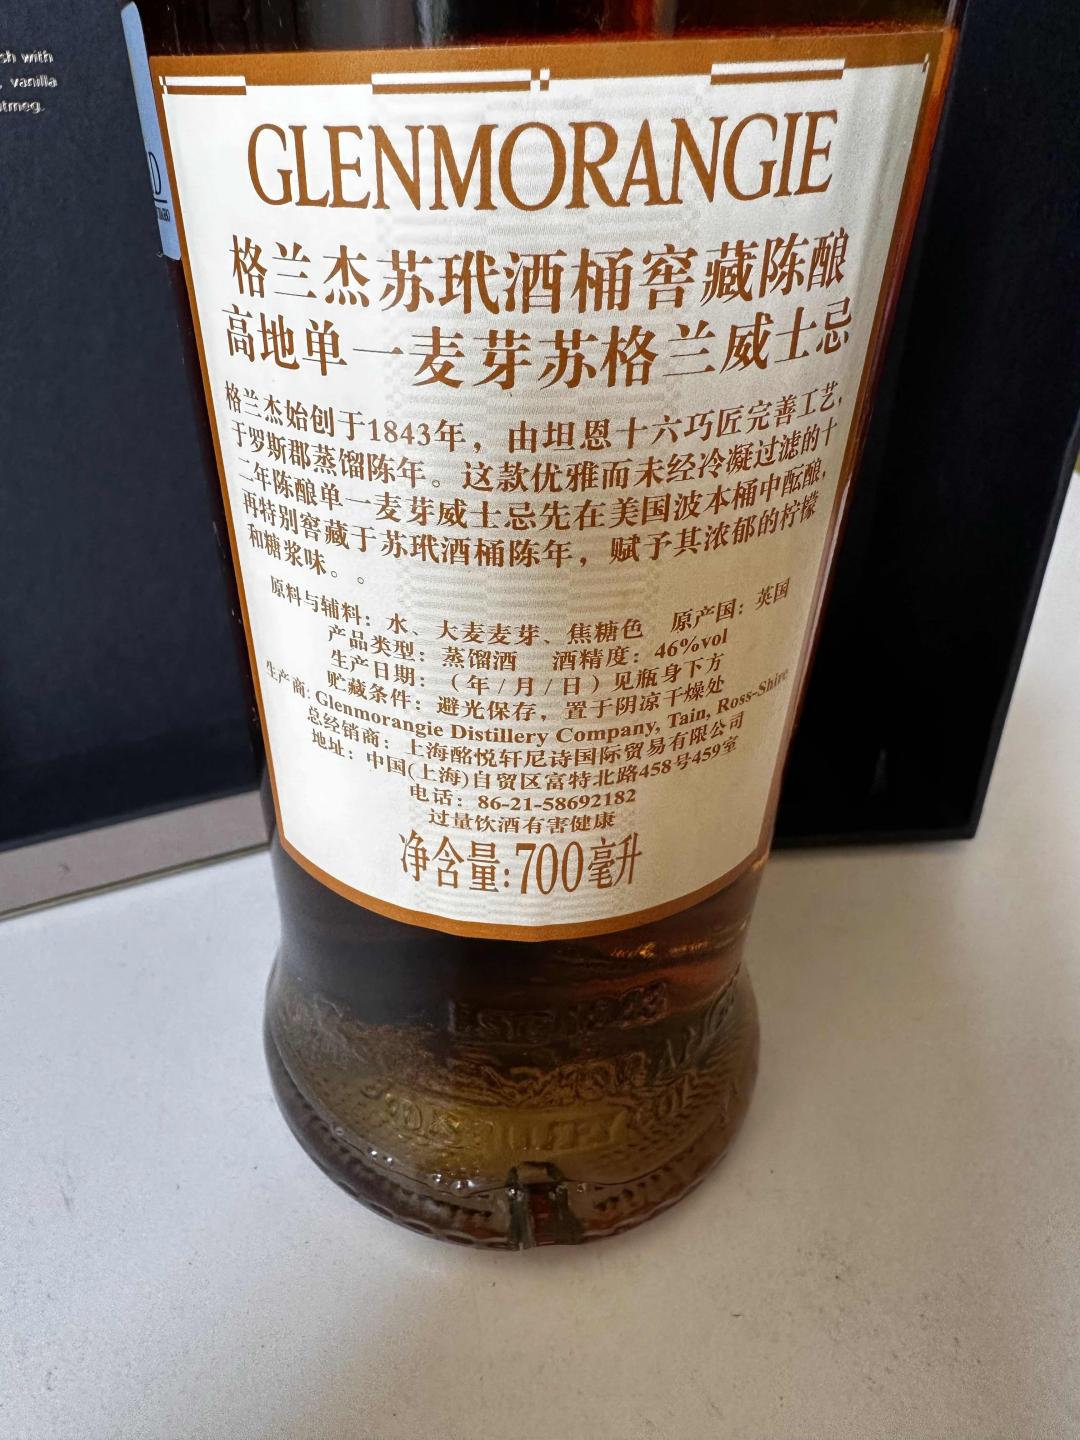 sh with
, vanilla
utmeg.
GLENMORANGIE
格兰杰苏玳酒桶窖藏陈酿
高地单一麦芽苏格兰威士忌
格兰杰始创于1843年，由坦恩十六巧匠完善工艺，
于罗斯郡蒸馏陈年。这款优雅而未经冷凝过滤的十
二年陈酿单一麦芽威士忌先在美国波本桶中酝酿，
再特别窖藏于苏玳酒桶陈年，赋予其浓郁的柠檬
和糖浆味。。
原料与辅料：水、大麦麦芽、焦糖色 原产国：英国
产品类型：蒸馏酒 酒精度：46%vol
生产日期：（年/月/日）见瓶身下方
贮藏条件：避光保存，置于阴凉干燥处
生产商：Glenmorangie Distillery Company, Tain, Ross-Shire
总经销商：上海酩悦轩尼诗国际贸易有限公司
地址：中国(上海)自贸区富特北路458号459室
电话：86-21-58692182
过量饮酒有害健康
净含量:700毫升